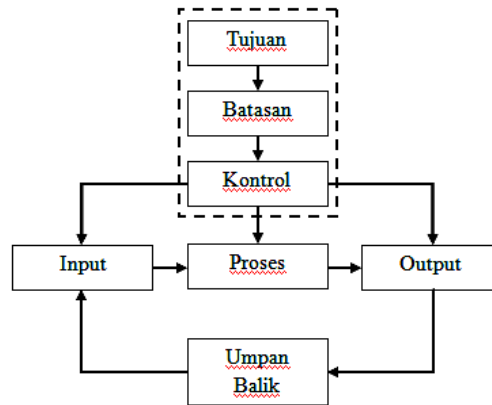 Tujuan
Batasan
Kontrol
Input
Proses
Output
Umpan
Balik